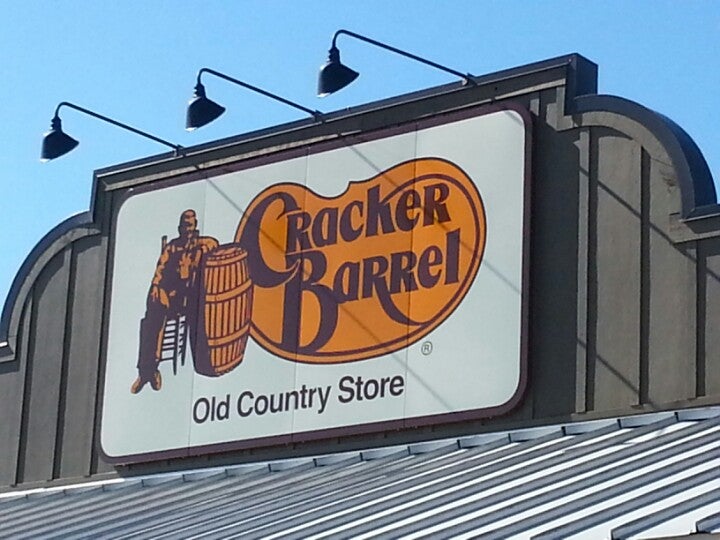 Cracker
Barrel
®
Old Country Store